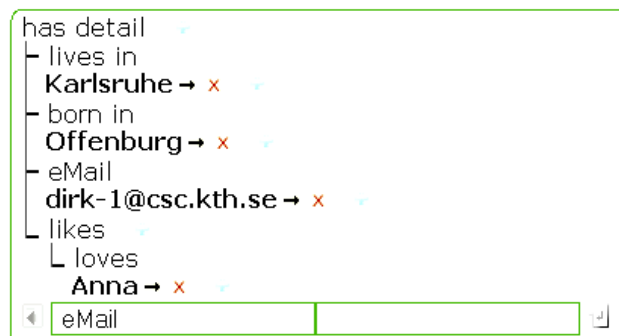 has detail
lives in
Karlsruhe → x
born in
Offenburg → x
eMail
dirk-1@csc.kth.se → x
likes
loves
Anna → x
eMail